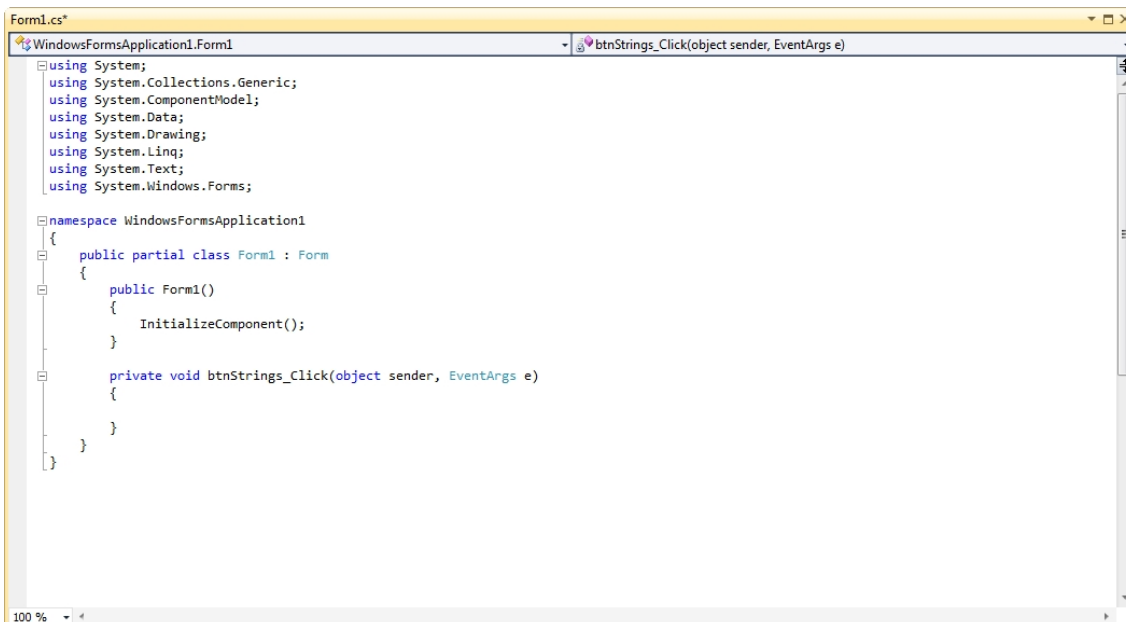 Form1.cs*
WindowsFormsApplication1.Form1
btnStrings_Click(object sender, EventArgs e)
using System;
using System.Collections.Generic;
using System.ComponentModel;
using System.Data;
using System.Drawing;
using System.Linq;
using System.Text;
using System.Windows.Forms;
namespace WindowsFormsApplication1
{
public partial class Form1 : Form
{
public Form1()
{
InitializeComponent();
}
private void btnStrings_Click(object sender, EventArgs e)
{
}
}
}
100 %